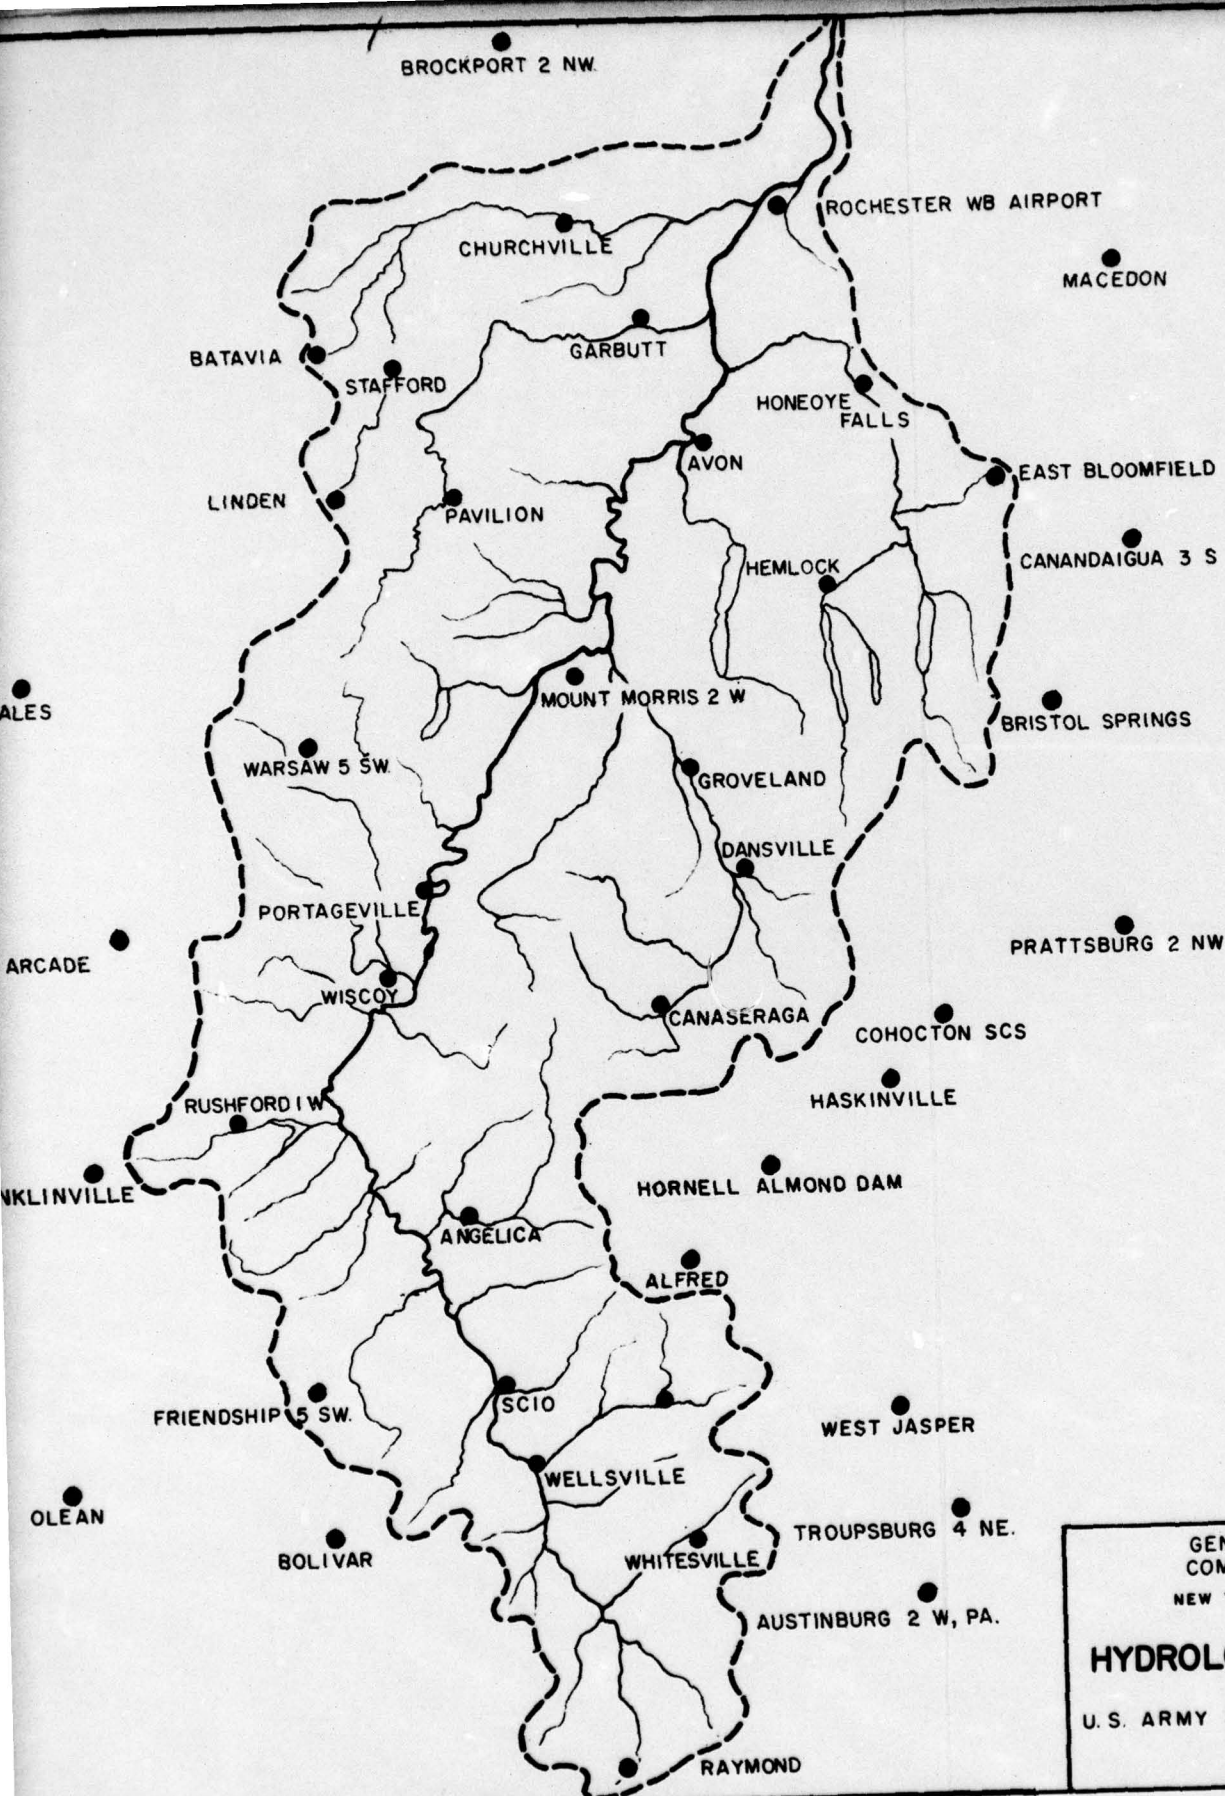 BROCKPORT 2 NW.
ROCHESTER WB AIRPORT
CHURCHVILLE
MACEDON
GARBUTT
BATAVIA
STAFFORD
HONEOYE
FALLS
AVON
EAST BLOOMFIELD
LINDEN
PAVILION
CANANDAIGUA 3 S
HEMLOCK
MOUNT MORRIS 2 W
ALES
BRISTOL SPRINGS
WARSAW 5 SW.
GROVELAND
DANSVILLE
PORTAGEVILLE
PRATTSBURG 2 NW
ARCADE
WISCOY
CANASERAGA
COHOCTON SCS
HASKINVILLE
RUSHFORD 1 W
HORNELL ALMOND DAM
NKLINVILLE
ANGELICA
ALFRED
SCIO
FRIENDSHIP 5 SW.
WEST JASPER
WELLSVILLE
OLEAN
TROUPSBURG 4 NE.
BOLIVAR
WHITESVILLE
AUSTINBURG 2 W, PA.
RAYMOND
GEN
COM
NEW
HYDROLO
U.S. ARMY